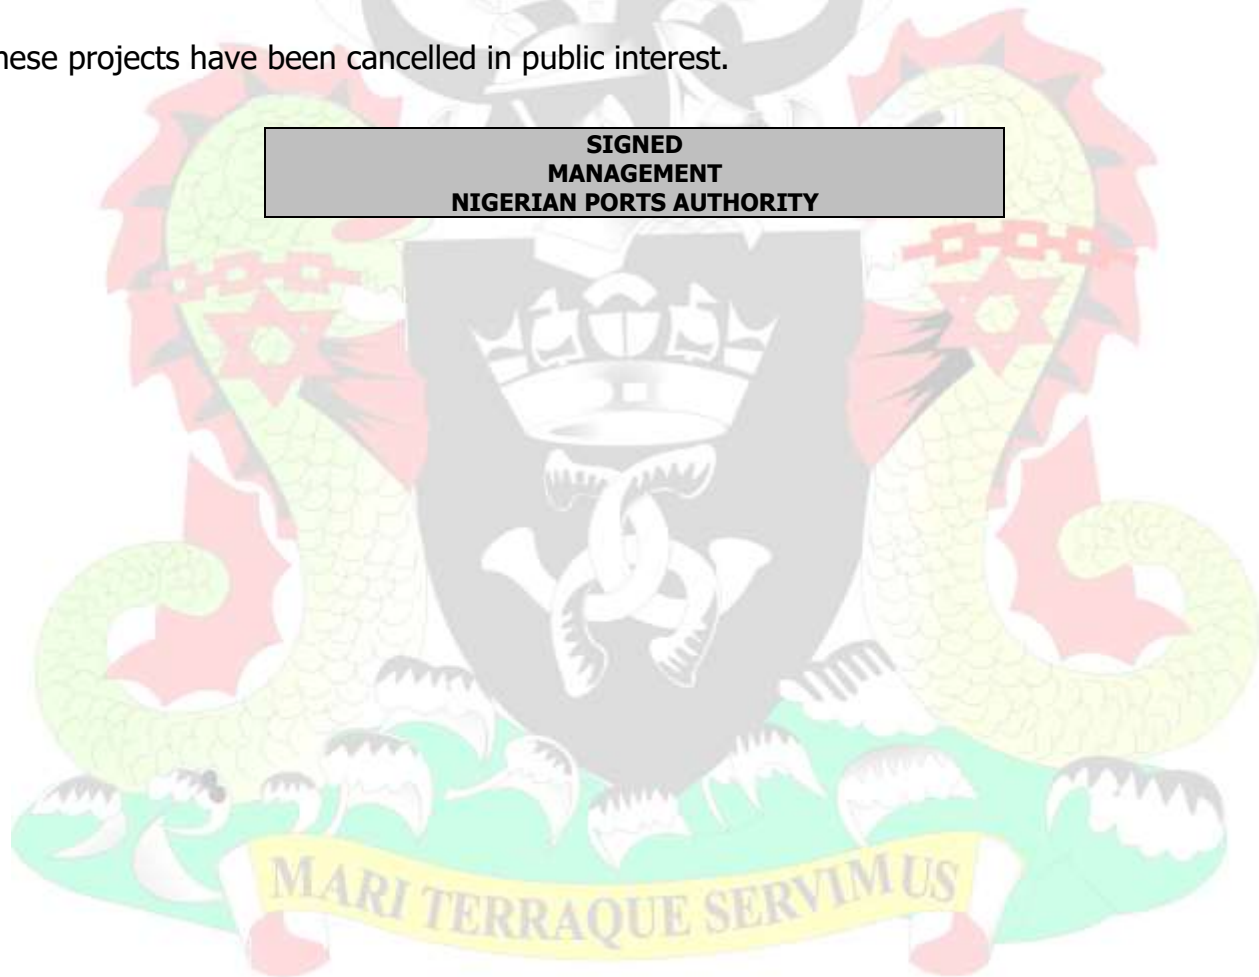 hese projects have been cancelled in public interest.
SIGNED
MANAGEMENT
NIGERIAN PORTS AUTHORITY
MARI TERRAQUE SERVIMUS